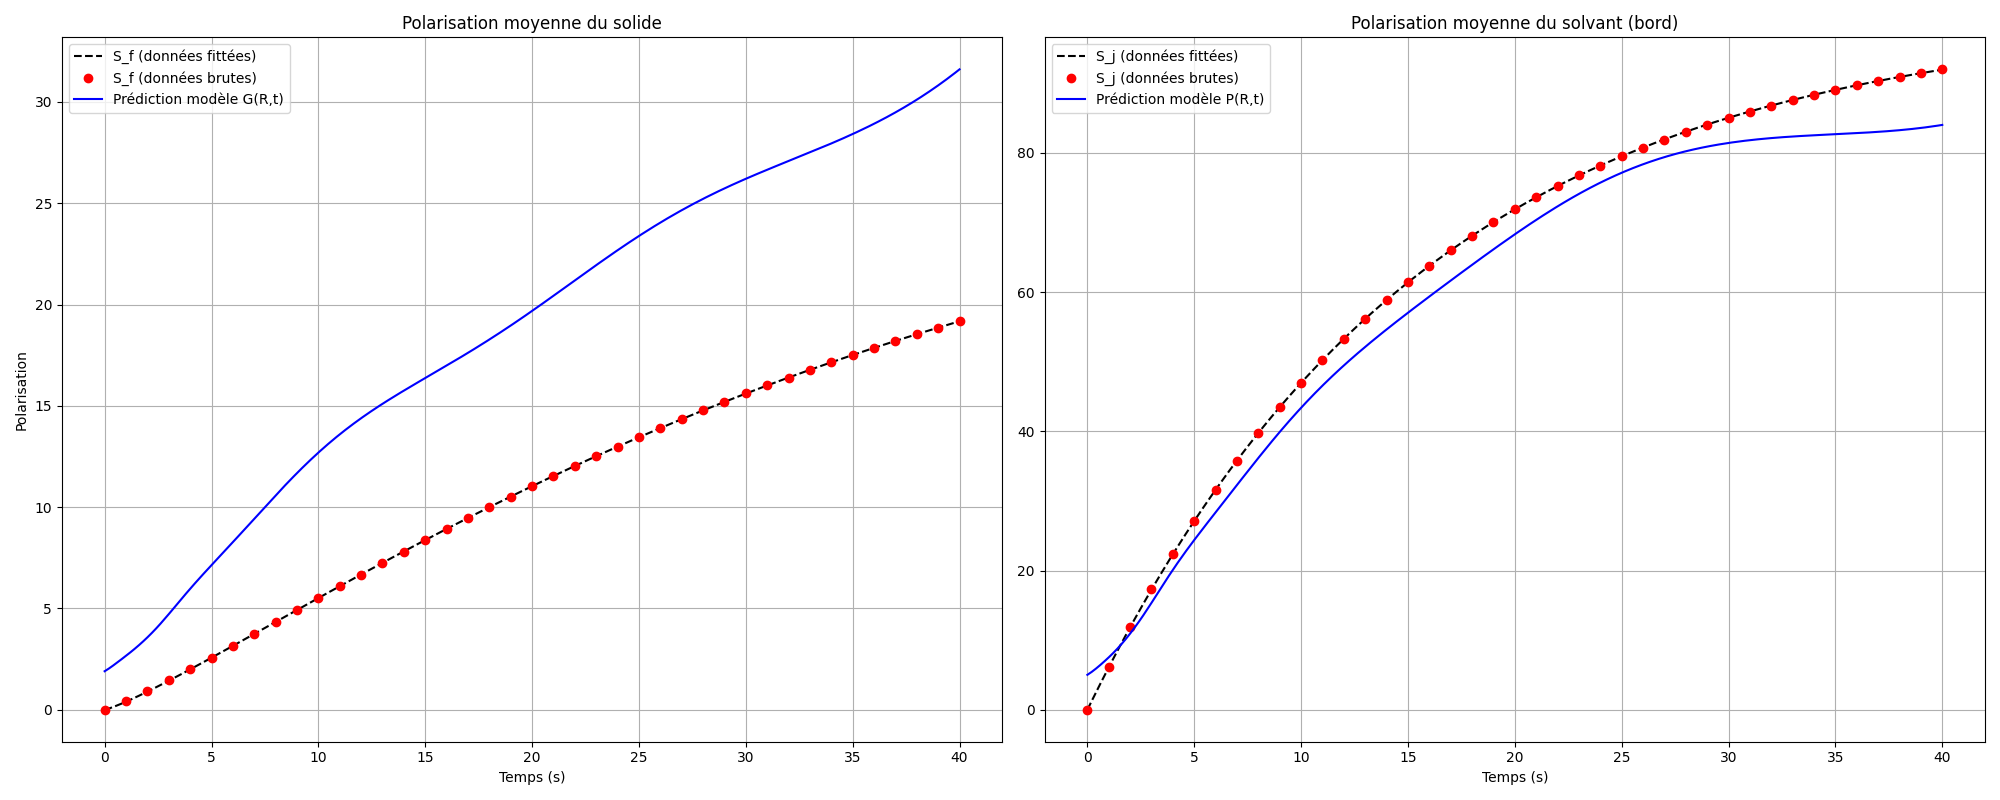 Polarisation moyenne du solide
S_f (données fittées)
S_f (données brutes)
Prédiction modèle G(R,t)
Polarisation
30
25
20
15
10
5
0
0 5 10 15 20 25 30 35 40
Temps (s)
Polarisation moyenne du solvant (bord)
S_j (données fittées)
S_j (données brutes)
Prédiction modèle P(R,t)
80
60
40
20
0
0 5 10 15 20 25 30 35 40
Temps (s)